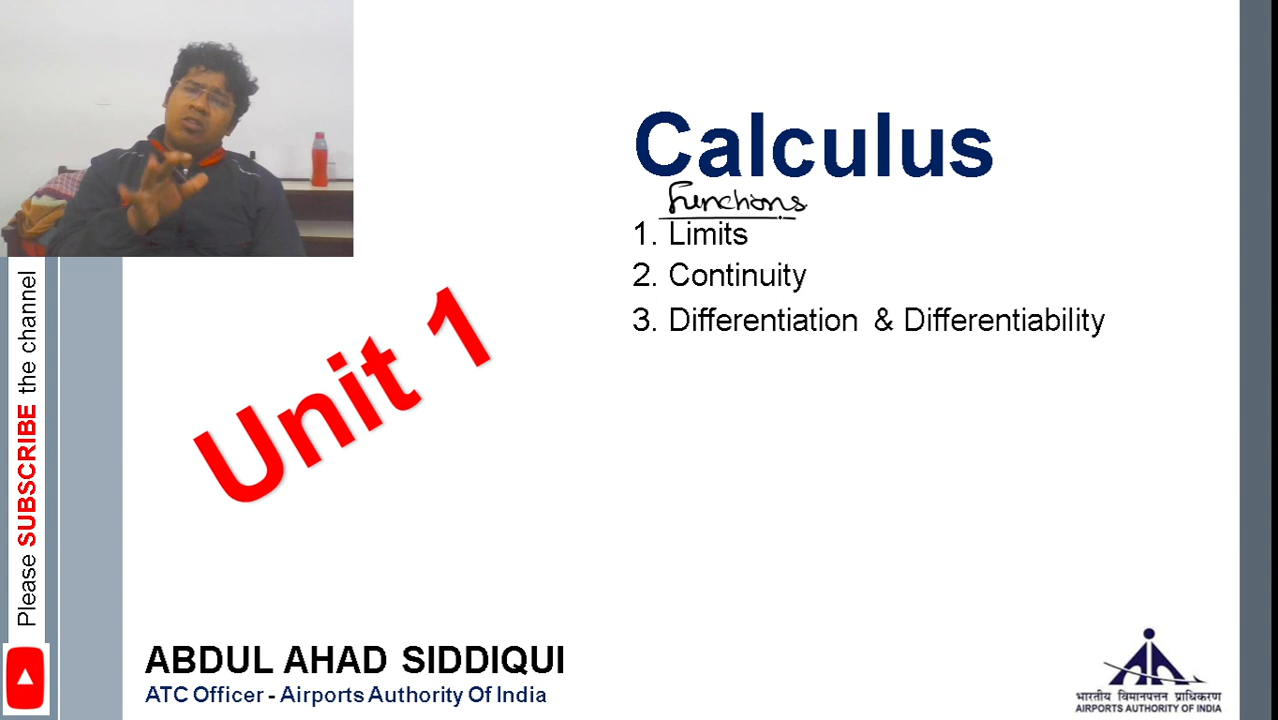 Calculus
Functions
1. Limits
2. Continuity
3. Differentiation & Differentiability
Unit 1
Please SUBSCRIBE the channel
ABDUL AHAD SIDDIQUI
ATC Officer - Airports Authority Of India
भारतीय विमानपत्तन प्राधिकरण
AIRPORTS AUTHORITY OF INDIA